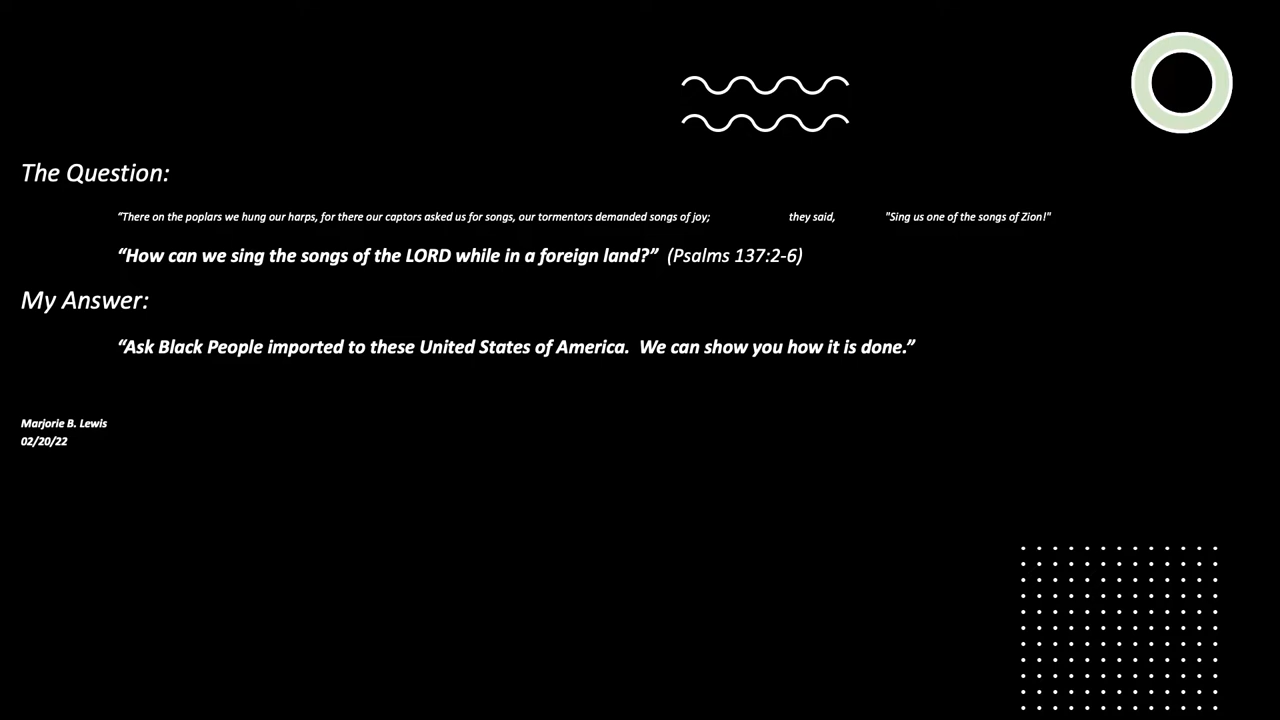 The Question:
“There on the poplars we hung our harps, for there our captors asked us for songs, our tormentors demanded songs of joy; they said, "Sing us one of the songs of Zion!"
“How can we sing the songs of the LORD while in a foreign land?” (Psalms 137:2-6)
My Answer:
“Ask Black People imported to these United States of America. We can show you how it is done.”
Marjorie B. Lewis
02/20/22